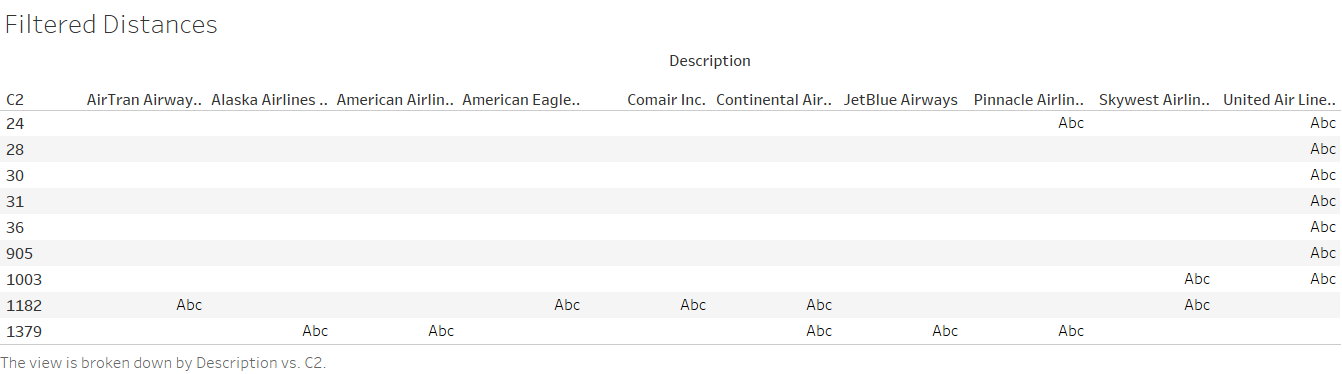 Filtered Distances
Description
C2 AirTran Airway.. Alaska Airlines .. American Airlin.. American Eagle.. Comair Inc. Continental Air.. JetBlue Airways Pinnacle Airlin.. Skywest Airlin.. United Air Line..
24 Abc Abc
28 Abc
30 Abc
31 Abc
36 Abc
905 Abc
1003 Abc Abc
1182 Abc Abc Abc Abc Abc
1379 Abc Abc Abc Abc Abc
The view is broken down by Description vs. C2.